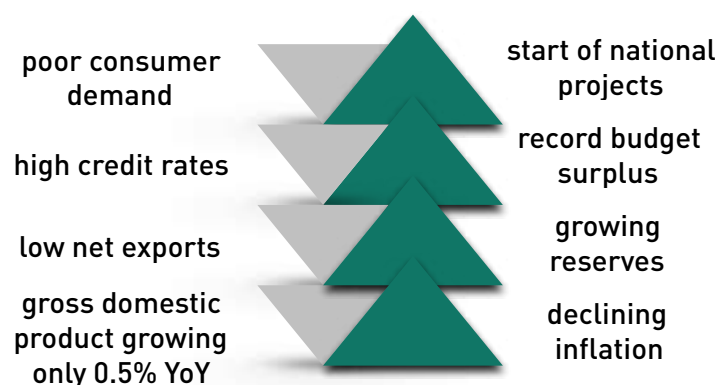 poor consumer
demand
start of national
projects
high credit rates
record budget
surplus
low net exports
growing
reserves
gross domestic
product growing
only 0.5% YoY
declining
inflation